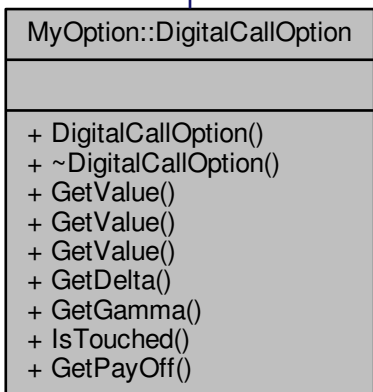 MyOption::DigitalCallOption
+ DigitalCallOption()
+ ~DigitalCallOption()
+ GetValue()
+ GetValue()
+ GetValue()
+ GetDelta()
+ GetGamma()
+ IsTouched()
+ GetPayOff()